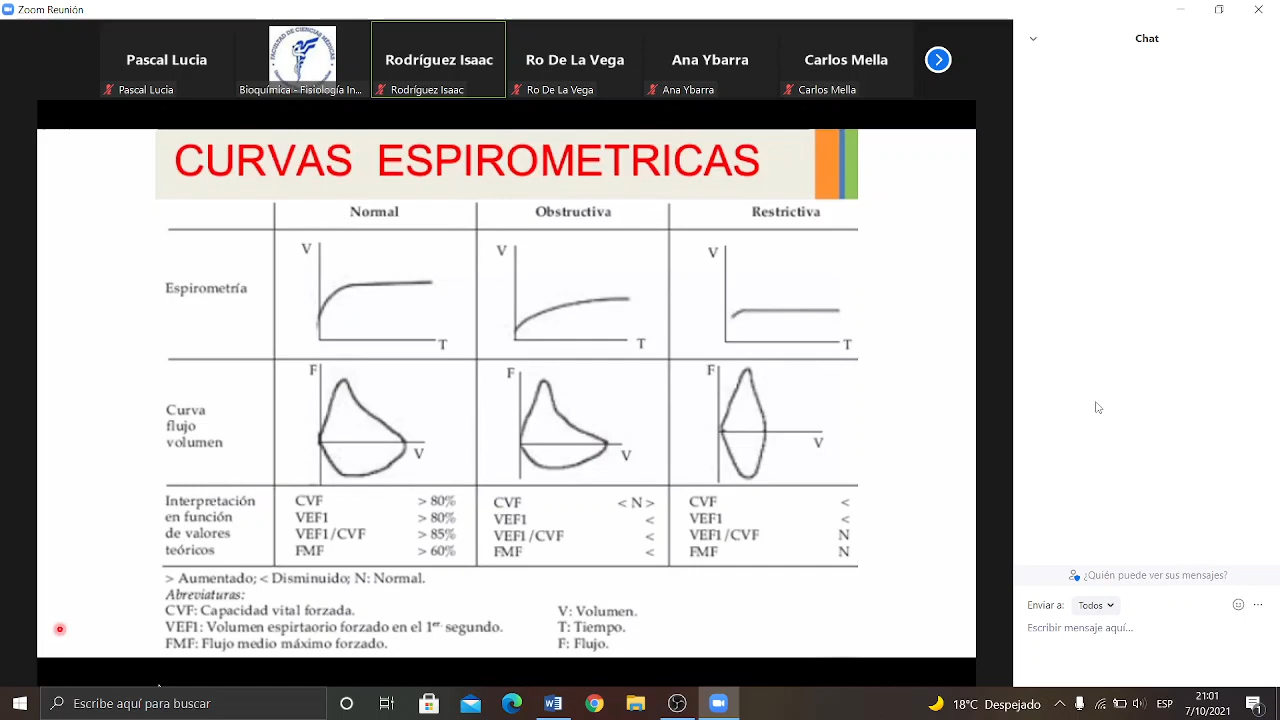 Zoom Reunión
Pascal Lucia
Rodríguez Isaac
Ro De La Vega
Ana Ybarra
Carlos Mella
Chat
FACULTAD DE CIENCIAS MÉDICAS
Pascal Lucia
Bioquímica - Fisiología In...
Rodríguez Isaac
Ro De La Vega
Ana Ybarra
Carlos Mella
CURVAS ESPIROMETRICAS
Normal
Obstructiva
Restrictiva
Espirometría
V
T
V
T
V
T
Curva
flujo
volumen
F
V
F
V
F
V
Interpretación
en función
de valores
teóricos
CVF > 80%
VEF1 > 80%
VEF1/CVF > 85%
FMF > 60%
CVF < N >
VEF1 <
VEF1/CVF <
FMF <
CVF <
VEF1 <
VEF1/CVF N
FMF N
> Aumentado; < Disminuido; N: Normal.
Abreviaturas:
CVF: Capacidad vital forzada.
VEF1: Volumen espirtaorio forzado en el 1er. segundo.
FMF: Flujo medio máximo forzado.
V: Volumen.
T: Tiempo.
F: Flujo.
¿Quién puede ver sus mensajes?
Enviar a: Todos
Escribir mensaje aquí...
Escribe aquí para buscar
10°C
ESP
21:01